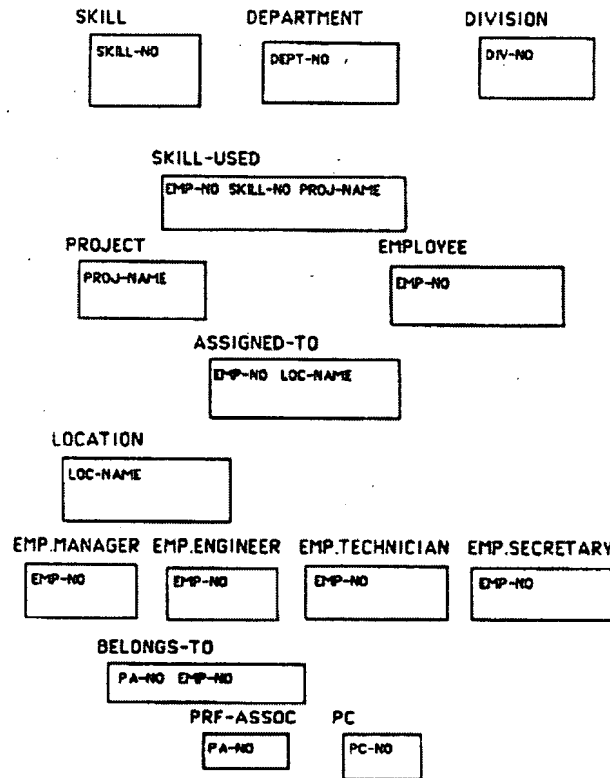 SKILL DEPARTMENT DIVISION
SKILL-NO DEPT-NO DIV-NO
SKILL-USED
EMP-NO SKILL-NO PROJ-NAME
PROJECT EMPLOYEE
PROJ-NAME EMP-NO
ASSIGNED-TO
EMP-NO LOC-NAME
LOCATION
LOC-NAME
EMP.MANAGER EMP.ENGINEER EMP.TECHNICIAN EMP.SECRETARY
EMP-NO EMP-NO EMP-NO EMP-NO
BELONGS-TO
PA-NO EMP-NO
PRF-ASSOC PC
PA-NO PC-NO